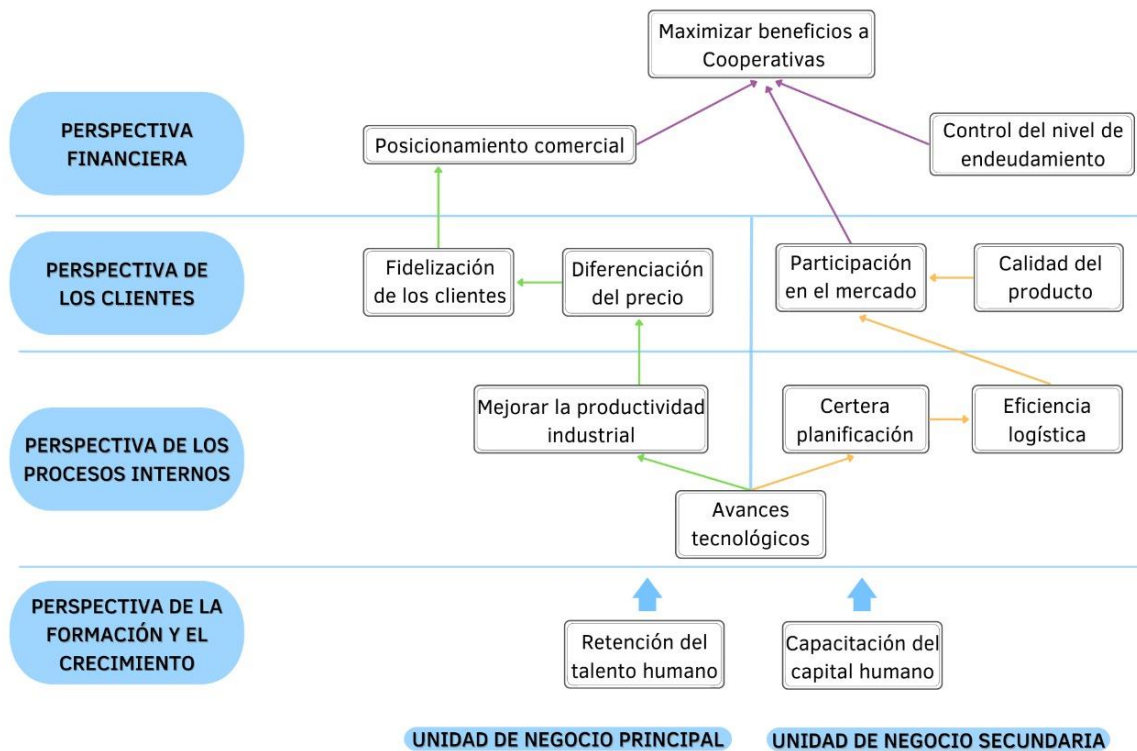 Maximizar beneficios a
Cooperativas
PERSPECTIVA
FINANCIERA
Posicionamiento comercial
Control del nivel de
endeudamiento
PERSPECTIVA DE
LOS CLIENTES
Fidelización
de los clientes
Diferenciación
del precio
Participación
en el mercado
Calidad del
producto
PERSPECTIVA DE LOS
PROCESOS INTERNOS
Mejorar la productividad
industrial
Certera
planificación
Eficiencia
logística
Avances
tecnológicos
PERSPECTIVA DE LA
FORMACIÓN Y EL
CRECIMIENTO
Retención del
talento humano
Capacitación del
capital humano
UNIDAD DE NEGOCIO PRINCIPAL
UNIDAD DE NEGOCIO SECUNDARIA